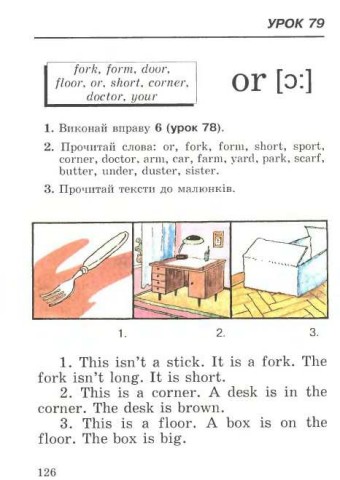 УРОК 79
fork, form, door,
floor, or, short, corner,
doctor, your
or [ɔ:]
1. Виконай вправу 6 (урок 78).
2. Прочитай слова: or, fork, form, short, sport,
corner, doctor, arm, car, farm, yard, park, scarf,
butter, under, duster, sister.
3. Прочитай тексти до малюнків.
1.
2.
3.
1. This isn't a stick. It is a fork. The
fork isn't long. It is short.
2. This is a corner. A desk is in the
corner. The desk is brown.
3. This is a floor. A box is on the
floor. The box is big.
126